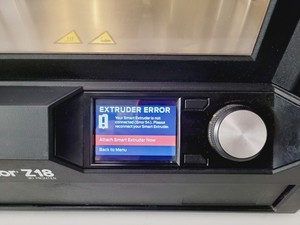 EXTRUDER ERROR
Your Smart Extruder is not
connected (Error 54). Please
reconnect your Smart Extruder.
Attach Smart Extruder Now
Back to Menu
or Z18